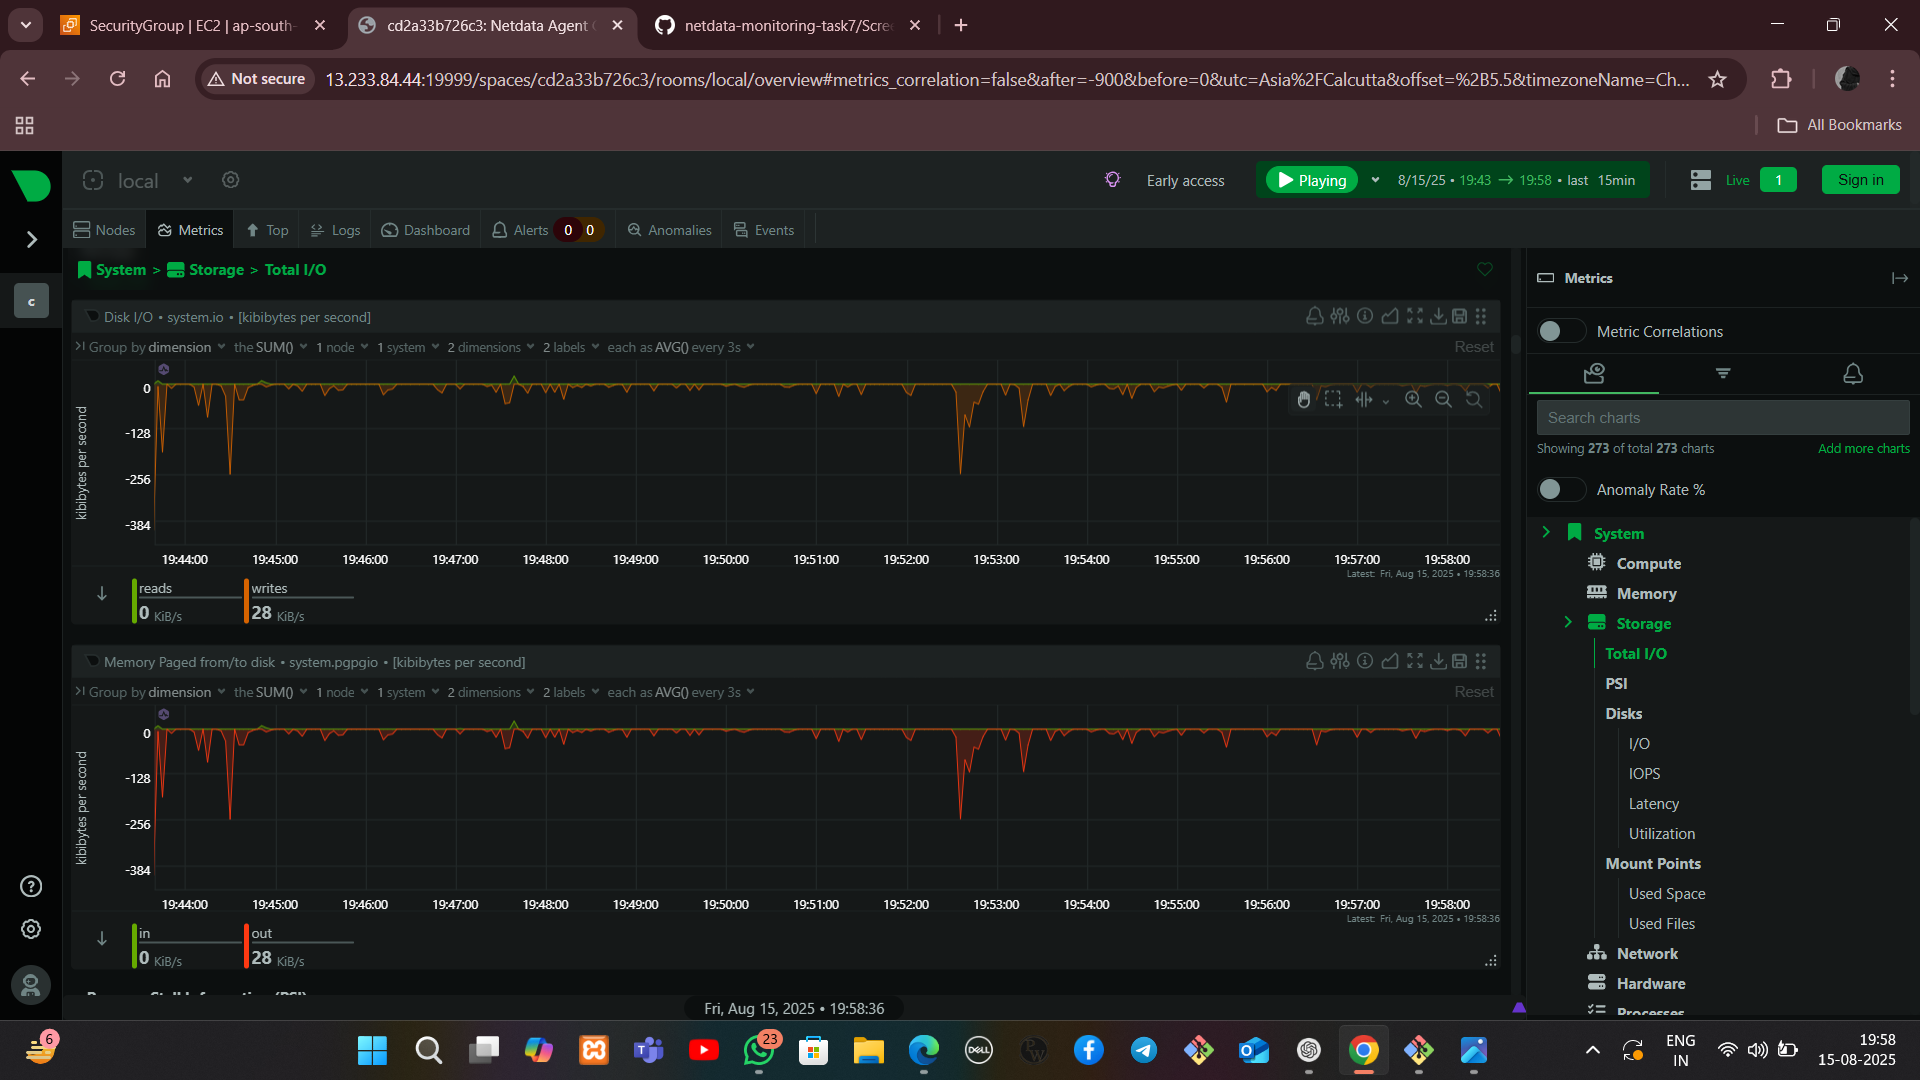 SecurityGroup | EC2 | ap-south-
cd2a33b726c3: Netdata Agent
netdata-monitoring-task7/Scre
Not secure
13.233.84.44:19999/spaces/cd2a33b726c3/rooms/local/overview#metrics_correlation=false&after=-900&before=0&utc=Asia%2FCalcutta&offset=%2B5.5&timezoneName=Ch...
All Bookmarks
local
Early access
Playing
8/15/25 • 19:43 → 19:58 • last 15min
Live
1
Sign in
Nodes
Metrics
Top
Logs
Dashboard
Alerts 0 0
Anomalies
Events
c
System > Storage > Total I/O
Disk I/O • system.io • [kibibytes per second]
Group by dimension the SUM() 1 node 1 system 2 dimensions 2 labels each as AVG() every 3s
Reset
kibibytes per second
0
-128
-256
-384
19:44:00 19:45:00 19:46:00 19:47:00 19:48:00 19:49:00 19:50:00 19:51:00 19:52:00 19:53:00 19:54:00 19:55:00 19:56:00 19:57:00 19:58:00
Latest: Fri, Aug 15, 2025 • 19:58:36
reads
0 KiB/s
writes
28 KiB/s
Memory Paged from/to disk • system.pgpgio • [kibibytes per second]
Group by dimension the SUM() 1 node 1 system 2 dimensions 2 labels each as AVG() every 3s
Reset
kibibytes per second
0
-128
-256
-384
19:44:00 19:45:00 19:46:00 19:47:00 19:48:00 19:49:00 19:50:00 19:51:00 19:52:00 19:53:00 19:54:00 19:55:00 19:56:00 19:57:00 19:58:00
Latest: Fri, Aug 15, 2025 • 19:58:36
in
0 KiB/s
out
28 KiB/s
Fri, Aug 15, 2025 • 19:58:36
Metrics
Metric Correlations
Search charts
Showing 273 of total 273 charts
Add more charts
Anomaly Rate %
System
Compute
Memory
Storage
Total I/O
PSI
Disks
I/O
IOPS
Latency
Utilization
Mount Points
Used Space
Used Files
Network
Hardware
Processes
6
23
DELL
ENG
IN
19:58
15-08-2025